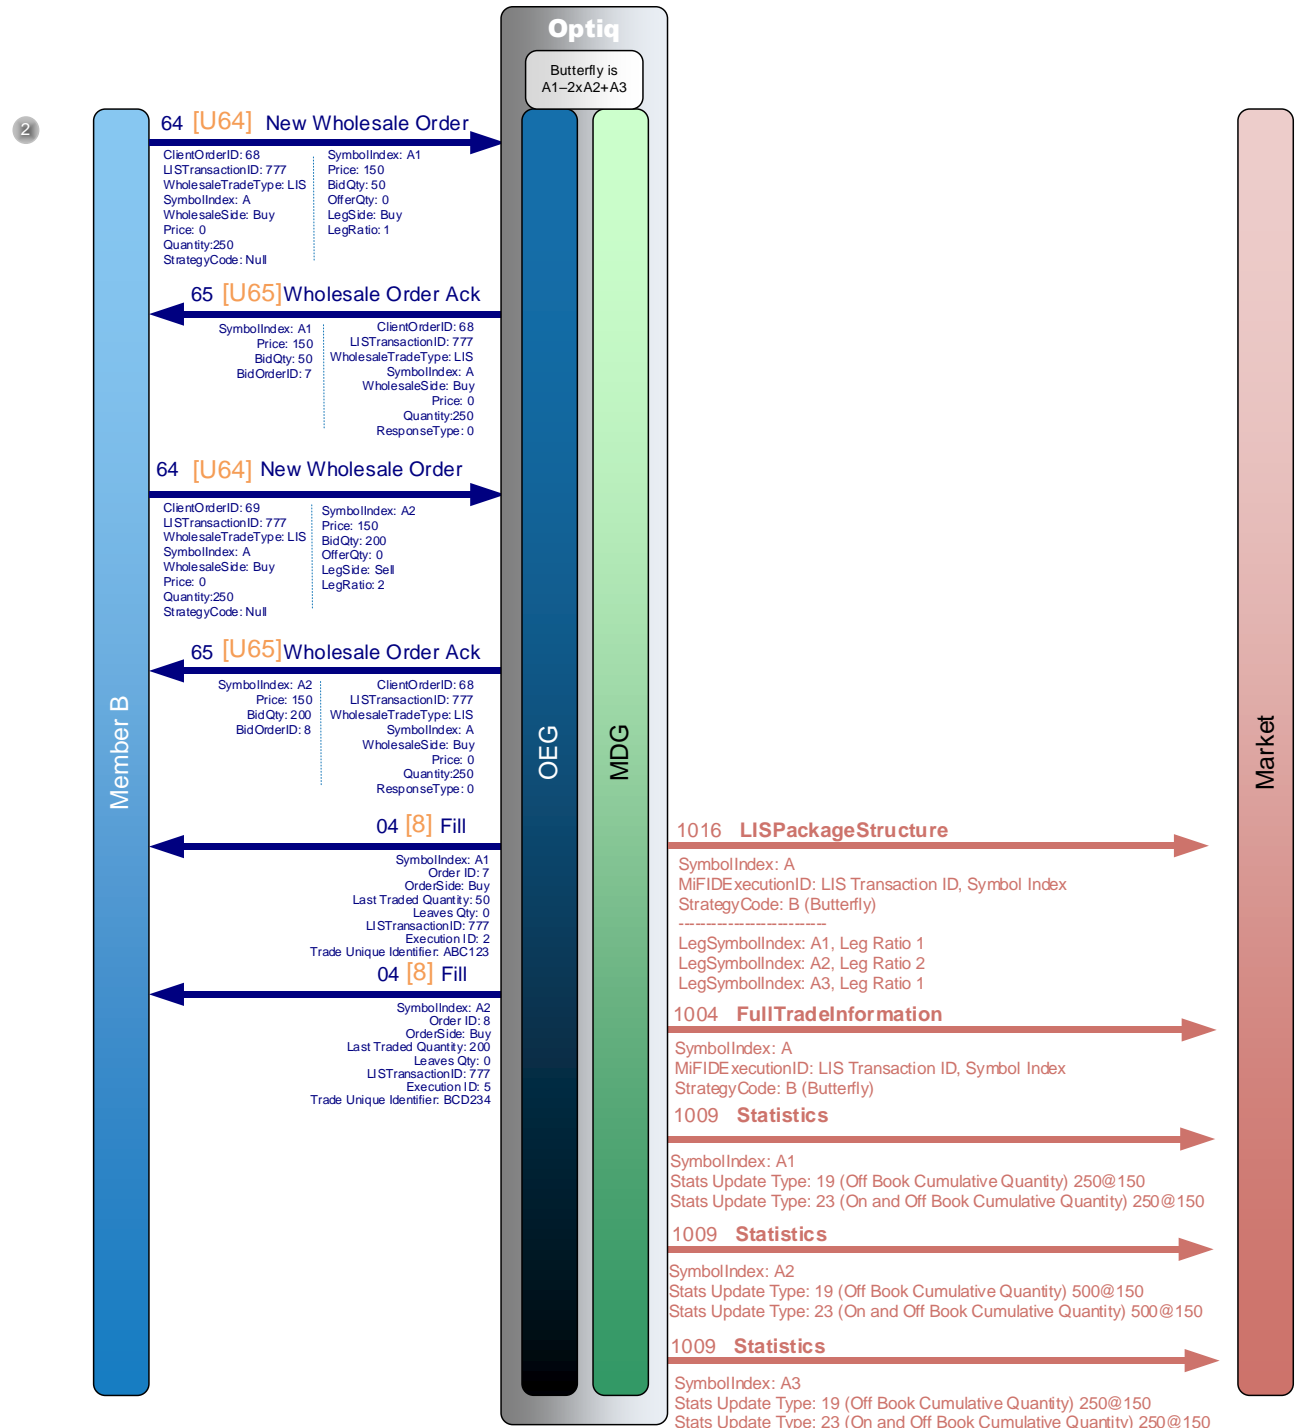 Optiq
Butterfly is
A1–2xA2+A3
2
64 [U64] New Wholesale Order
ClientOrderID: 68
LISTransactionID: 777
WholesaleTradeType: LIS
SymbolIndex: A
WholesaleSide: Buy
Price: 0
Quantity:250
StrategyCode: Null
SymbolIndex: A1
Price: 150
BidQty: 50
OfferQty: 0
LegSide: Buy
LegRatio: 1
65 [U65]Wholesale Order Ack
SymbolIndex: A1
Price: 150
BidQty: 50
BidOrderID: 7
ClientOrderID: 68
LISTransactionID: 777
WholesaleTradeType: LIS
SymbolIndex: A
WholesaleSide: Buy
Price: 0
Quantity:250
ResponseType: 0
64 [U64] New Wholesale Order
ClientOrderID: 69
LISTransactionID: 777
WholesaleTradeType: LIS
SymbolIndex: A
WholesaleSide: Buy
Price: 0
Quantity:250
StrategyCode: Null
SymbolIndex: A2
Price: 150
BidQty: 200
OfferQty: 0
LegSide: Sell
LegRatio: 2
65 [U65]Wholesale Order Ack
SymbolIndex: A2
Price: 150
BidQty: 200
BidOrderID: 8
ClientOrderID: 68
LISTransactionID: 777
WholesaleTradeType: LIS
SymbolIndex: A
WholesaleSide: Buy
Price: 0
Quantity:250
ResponseType: 0
04 [8] Fill
SymbolIndex: A1
Order ID: 7
OrderSide: Buy
Last Traded Quantity: 50
Leaves Qty: 0
LISTransactionID: 777
Execution ID: 2
Trade Unique Identifier: ABC123
04 [8] Fill
SymbolIndex: A2
Order ID: 8
OrderSide: Buy
Last Traded Quantity: 200
Leaves Qty: 0
LISTransactionID: 777
Execution ID: 5
Trade Unique Identifier: BCD234
Member B
OEG
MDG
Market
1016 LISPackageStructure
SymbolIndex: A
MiFIDExecutionID: LIS Transaction ID, Symbol Index
StrategyCode: B (Butterfly)
---------------------------
LegSymbolIndex: A1, Leg Ratio 1
LegSymbolIndex: A2, Leg Ratio 2
LegSymbolIndex: A3, Leg Ratio 1
1004 FullTradeInformation
SymbolIndex: A
MiFIDExecutionID: LIS Transaction ID, Symbol Index
StrategyCode: B (Butterfly)
1009 Statistics
SymbolIndex: A1
Stats Update Type: 19 (Off Book Cumulative Quantity) 250@150
Stats Update Type: 23 (On and Off Book Cumulative Quantity) 250@150
1009 Statistics
SymbolIndex: A2
Stats Update Type: 19 (Off Book Cumulative Quantity) 500@150
Stats Update Type: 23 (On and Off Book Cumulative Quantity) 500@150
1009 Statistics
SymbolIndex: A3
Stats Update Type: 19 (Off Book Cumulative Quantity) 250@150
Stats Update Type: 23 (On and Off Book Cumulative Quantity) 250@150